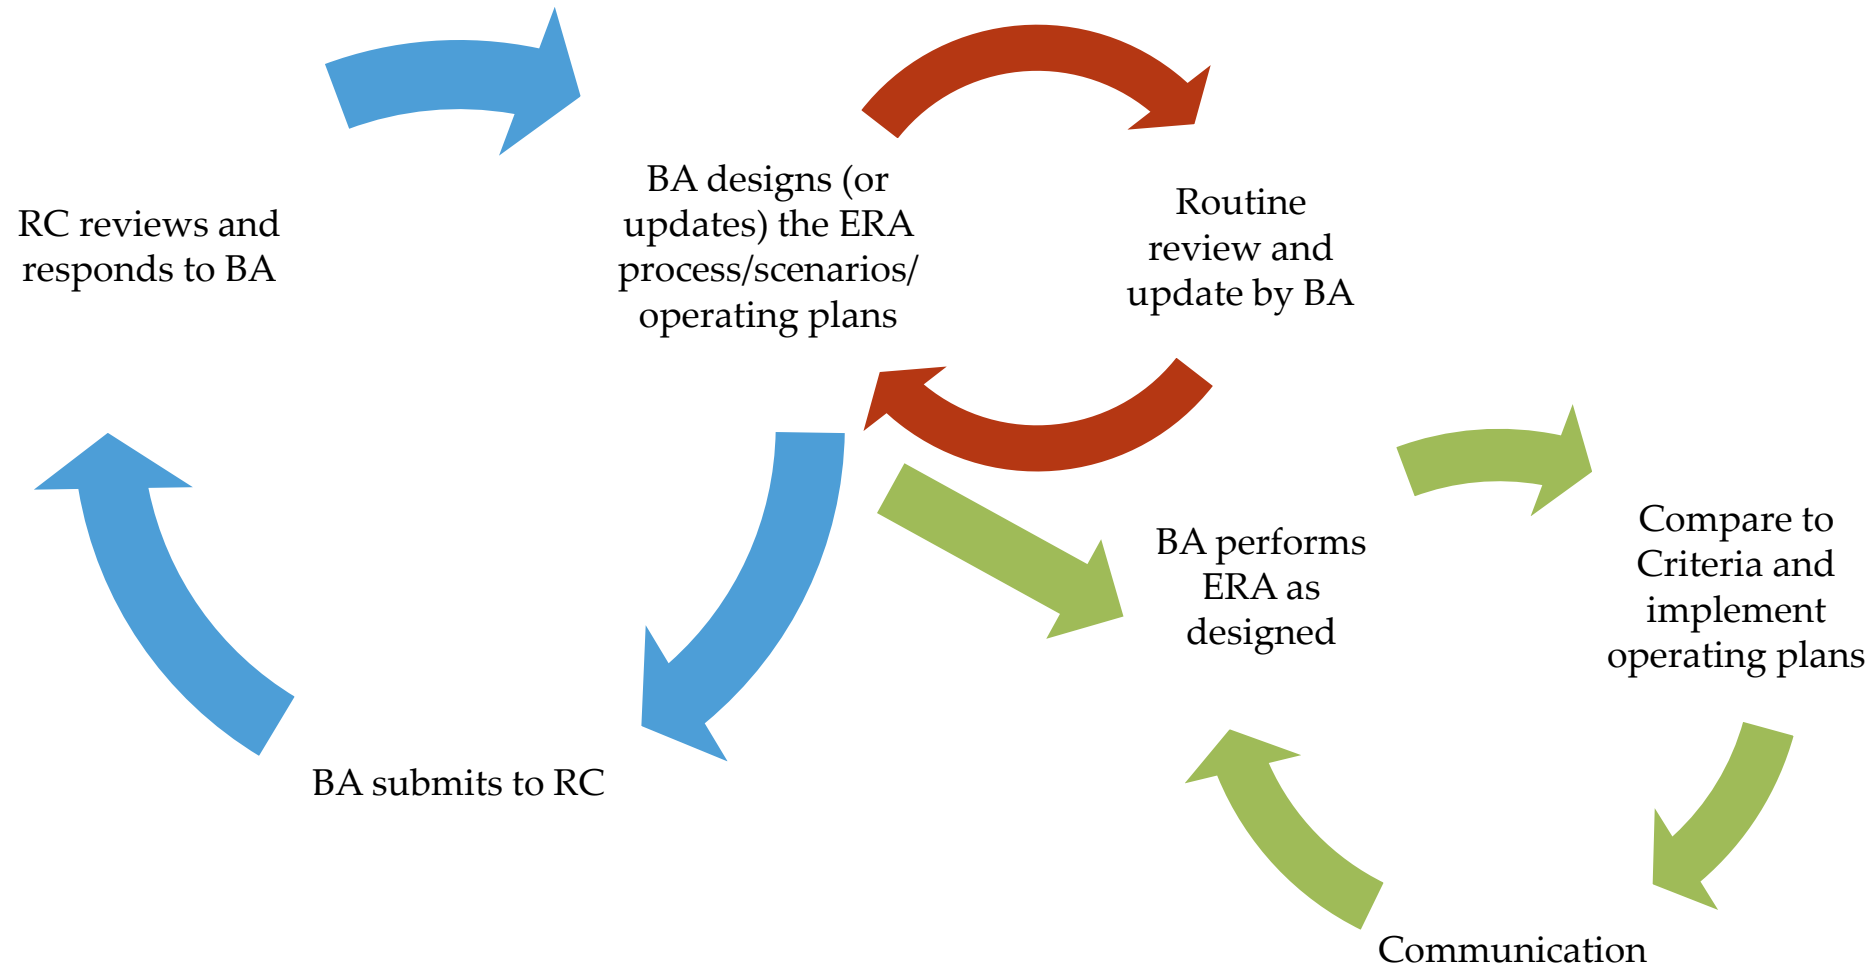 RC reviews and
responds to BA
BA designs (or
updates) the ERA
process/scenarios/
operating plans
Routine
review and
update by BA
BA submits to RC
BA performs
ERA as
designed
Compare to
Criteria and
implement
operating plans
Communication